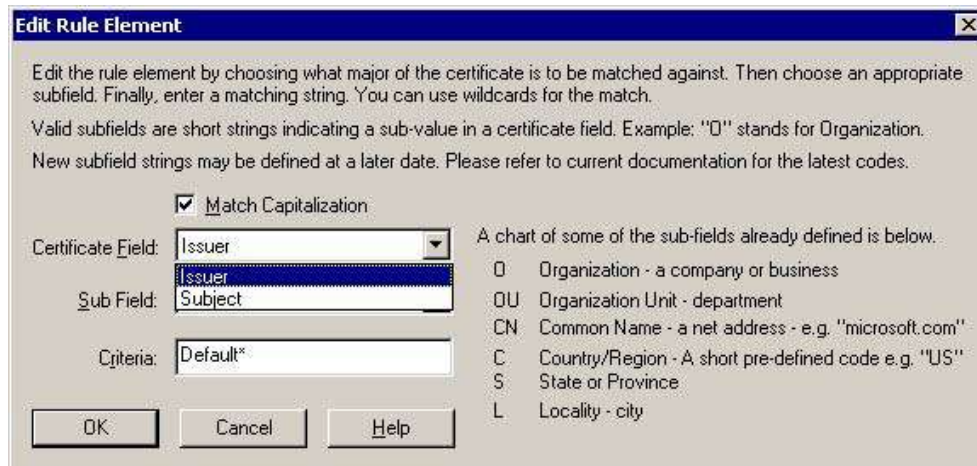 Edit Rule Element
Edit the rule element by choosing what major of the certificate is to be matched against. Then choose an appropriate
subfield. Finally, enter a matching string. You can use wildcards for the match.
Valid subfields are short strings indicating a sub-value in a certificate field. Example: "O" stands for Organization.
New subfield strings may be defined at a later date. Please refer to current documentation for the latest codes.
Match Capitalization
Certificate Field: Issuer
Issuer
Subject
Sub Field:
Criteria: Default*
OK Cancel Help
A chart of some of the sub-fields already defined is below.
O Organization - a company or business
OU Organization Unit - department
CN Common Name - a net address - e.g. "microsoft.com"
C Country/Region - A short pre-defined code e.g. "US"
S State or Province
L Locality - city